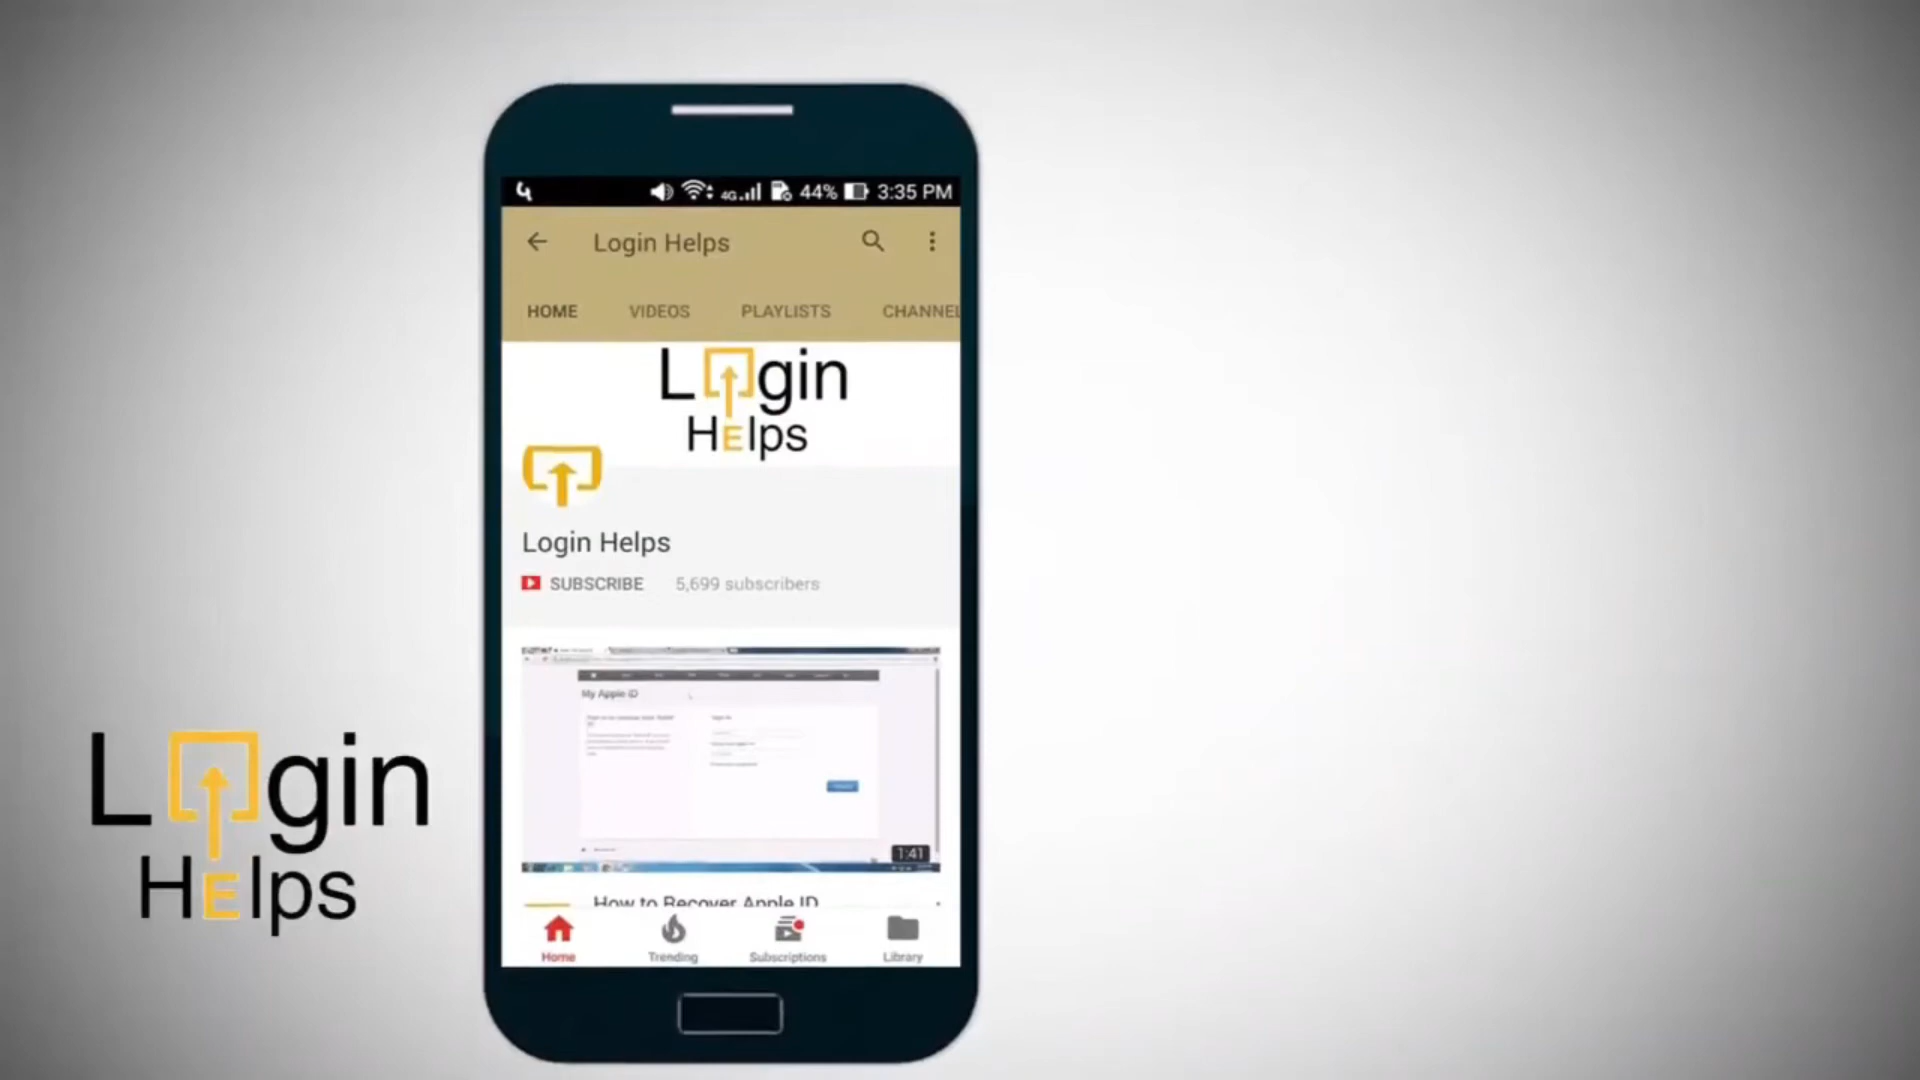 4G 44% 3:35 PM
Login Helps
HOME VIDEOS PLAYLISTS CHANNEL
Login
Helps
Login Helps
SUBSCRIBE 5,699 subscribers
My Apple ID
1:41
How to Recover Apple ID
Home Trending Subscriptions Library
Login
Helps